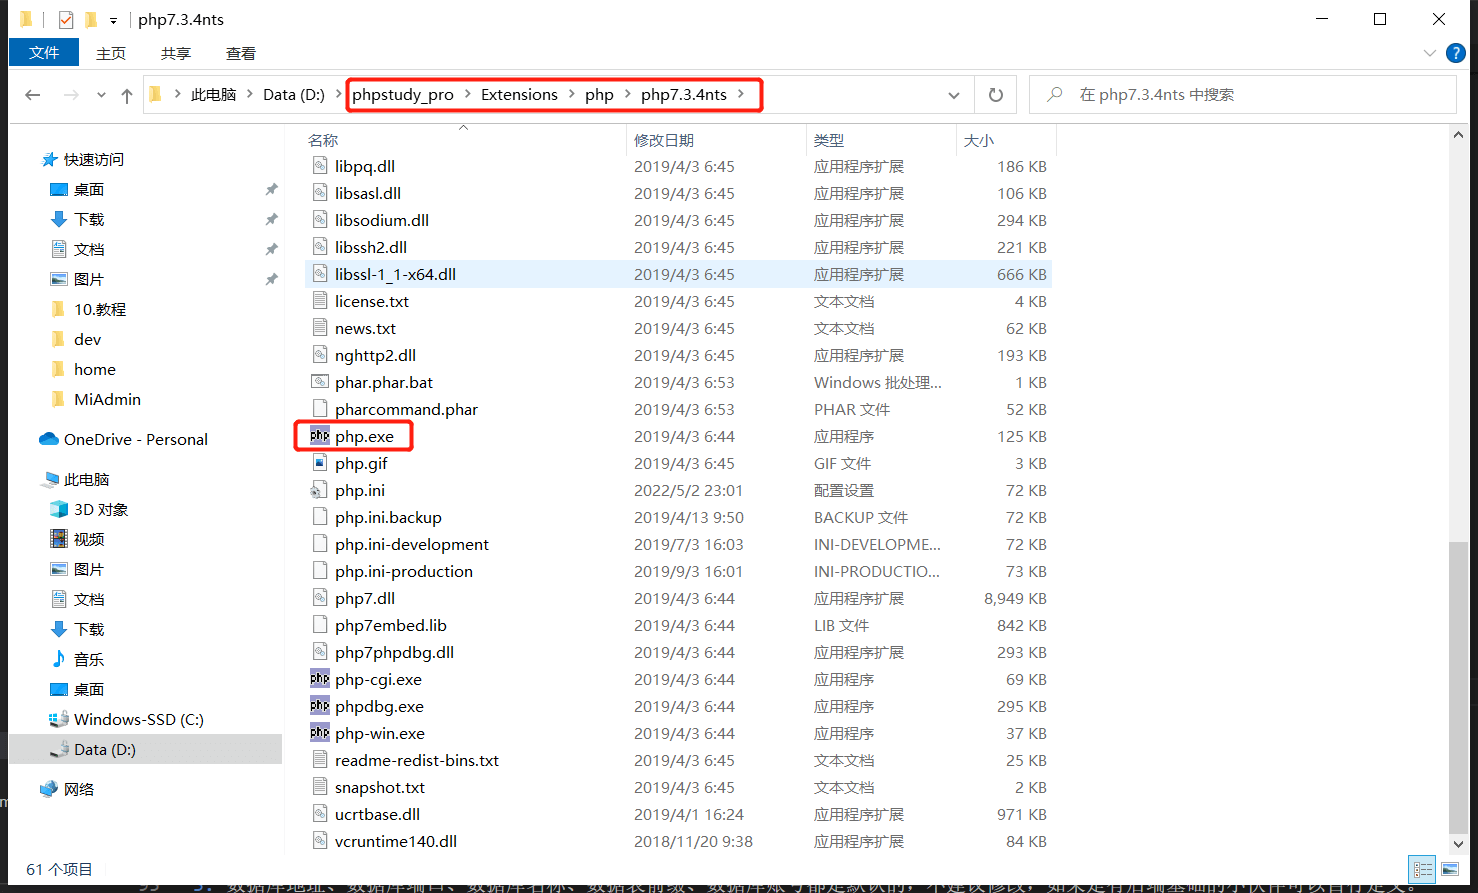 php7.3.4nts
文件 主页 共享 查看
此电脑 Data (D:) phpstudy_pro Extensions php php7.3.4nts 在 php7.3.4nts 中搜索
快速访问
桌面
下载
文档
图片
10.教程
dev
home
MiAdmin
OneDrive - Personal
此电脑
3D 对象
视频
图片
文档
下载
音乐
桌面
Windows-SSD (C:)
Data (D:)
网络
名称 修改日期 类型 大小
libpq.dll 2019/4/3 6:45 应用程序扩展 186 KB
libsasl.dll 2019/4/3 6:45 应用程序扩展 106 KB
libsodium.dll 2019/4/3 6:45 应用程序扩展 294 KB
libssh2.dll 2019/4/3 6:45 应用程序扩展 221 KB
libssl-1_1-x64.dll 2019/4/3 6:45 应用程序扩展 666 KB
license.txt 2019/4/3 6:45 文本文档 4 KB
news.txt 2019/4/3 6:45 文本文档 62 KB
nghttp2.dll 2019/4/3 6:45 应用程序扩展 193 KB
phar.phar.bat 2019/4/3 6:53 Windows 批处理... 1 KB
pharcommand.phar 2019/4/3 6:53 PHAR 文件 52 KB
php.exe 2019/4/3 6:44 应用程序 125 KB
php.gif 2019/4/3 6:45 GIF 文件 3 KB
php.ini 2022/5/2 23:01 配置设置 72 KB
php.ini.backup 2019/4/13 9:50 BACKUP 文件 72 KB
php.ini-development 2019/7/3 16:03 INI-DEVELOPME... 72 KB
php.ini-production 2019/9/3 16:01 INI-PRODUCTIO... 73 KB
php7.dll 2019/4/3 6:44 应用程序扩展 8,949 KB
php7embed.lib 2019/4/3 6:44 LIB 文件 842 KB
php7phpdbg.dll 2019/4/3 6:44 应用程序扩展 293 KB
php-cgi.exe 2019/4/3 6:44 应用程序 69 KB
phpdbg.exe 2019/4/3 6:44 应用程序 295 KB
php-win.exe 2019/4/3 6:44 应用程序 37 KB
readme-redist-bins.txt 2019/4/3 6:45 文本文档 25 KB
snapshot.txt 2019/4/3 6:45 文本文档 2 KB
ucrtbase.dll 2019/4/1 16:24 应用程序扩展 971 KB
vcruntime140.dll 2018/11/20 9:38 应用程序扩展 84 KB
61 个项目